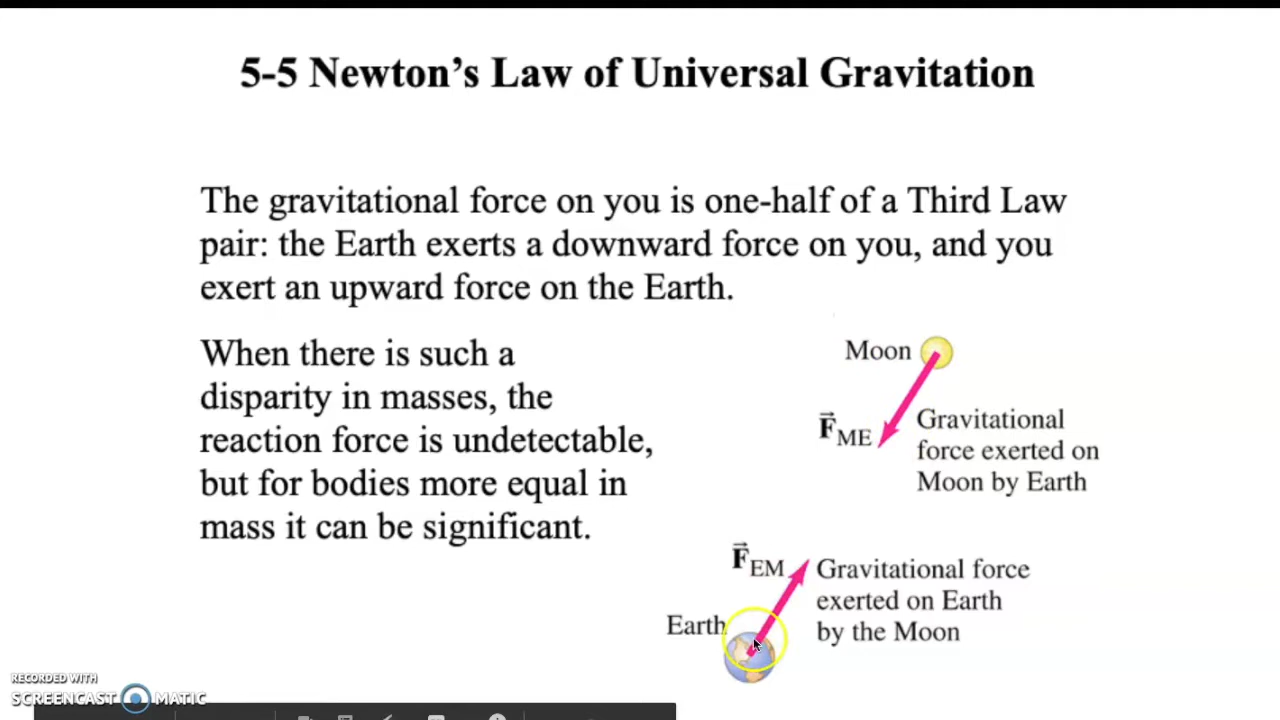 5-5 Newton’s Law of Universal Gravitation
The gravitational force on you is one-half of a Third Law
pair: the Earth exerts a downward force on you, and you
exert an upward force on the Earth.
When there is such a
disparity in masses, the
reaction force is undetectable,
but for bodies more equal in
mass it can be significant.
Moon
F⃗ME
Gravitational
force exerted on
Moon by Earth
F⃗EM
Gravitational force
exerted on Earth
by the Moon
Earth
RECORDED WITH
SCREENCAST MATIC